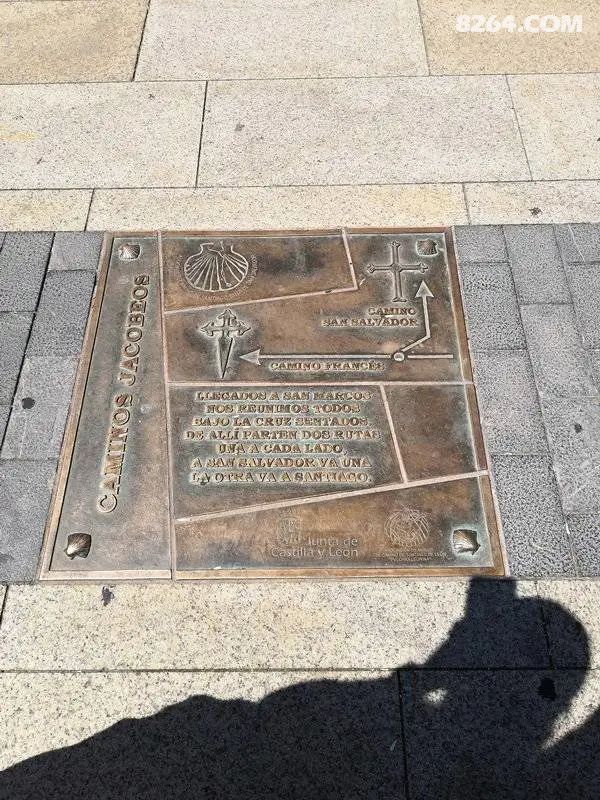 8264.COM
CAMINOS JACOBEOS
CAMINO
SAN SALVADOR
CAMINO FRANCÉS
LLEGADOS A SAN MARCOS
NOS REUNIMOS TODOS
BAJO LA CRUZ SENTADOS.
DE ALLÍ PARTEN DOS RUTAS
UNA A CADA LADO.
A SAN SALVADOR VA UNA
LA OTRA VA A SANTIAGO.
Junta de
Castilla y León